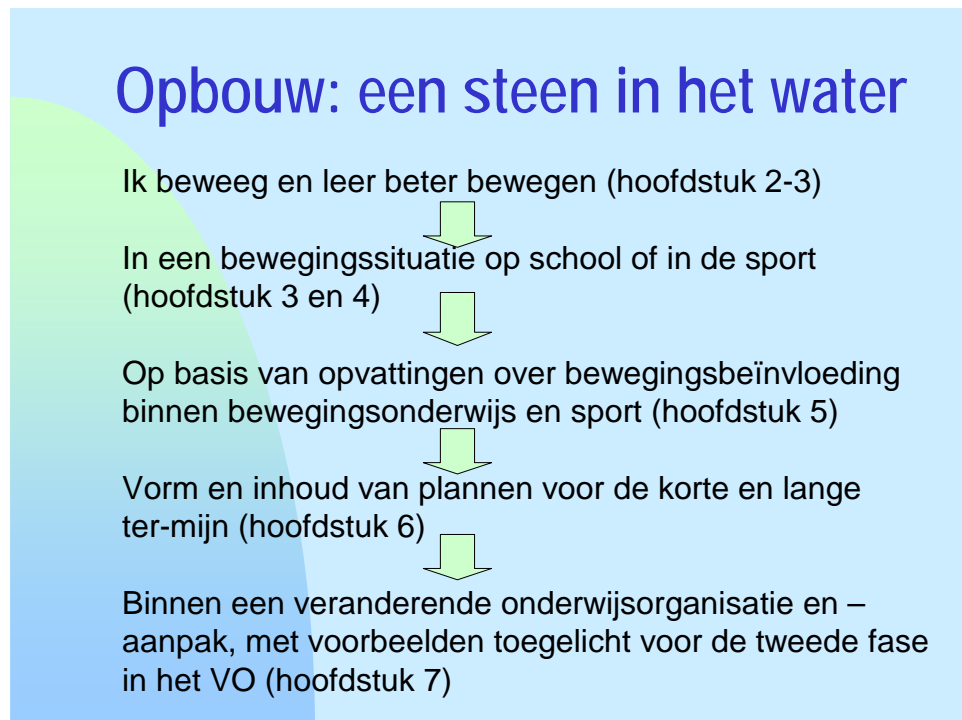 Opbouw: een steen in het water
Ik beweeg en leer beter bewegen (hoofdstuk 2-3)
In een bewegingssituatie op school of in de sport
(hoofdstuk 3 en 4)
Op basis van opvattingen over bewegingsbeïnvloeding
binnen bewegingsonderwijs en sport (hoofdstuk 5)
Vorm en inhoud van plannen voor de korte en lange
ter-mijn (hoofdstuk 6)
Binnen een veranderende onderwijsorganisatie en –
aanpak, met voorbeelden toegelicht voor de tweede fase
in het VO (hoofdstuk 7)